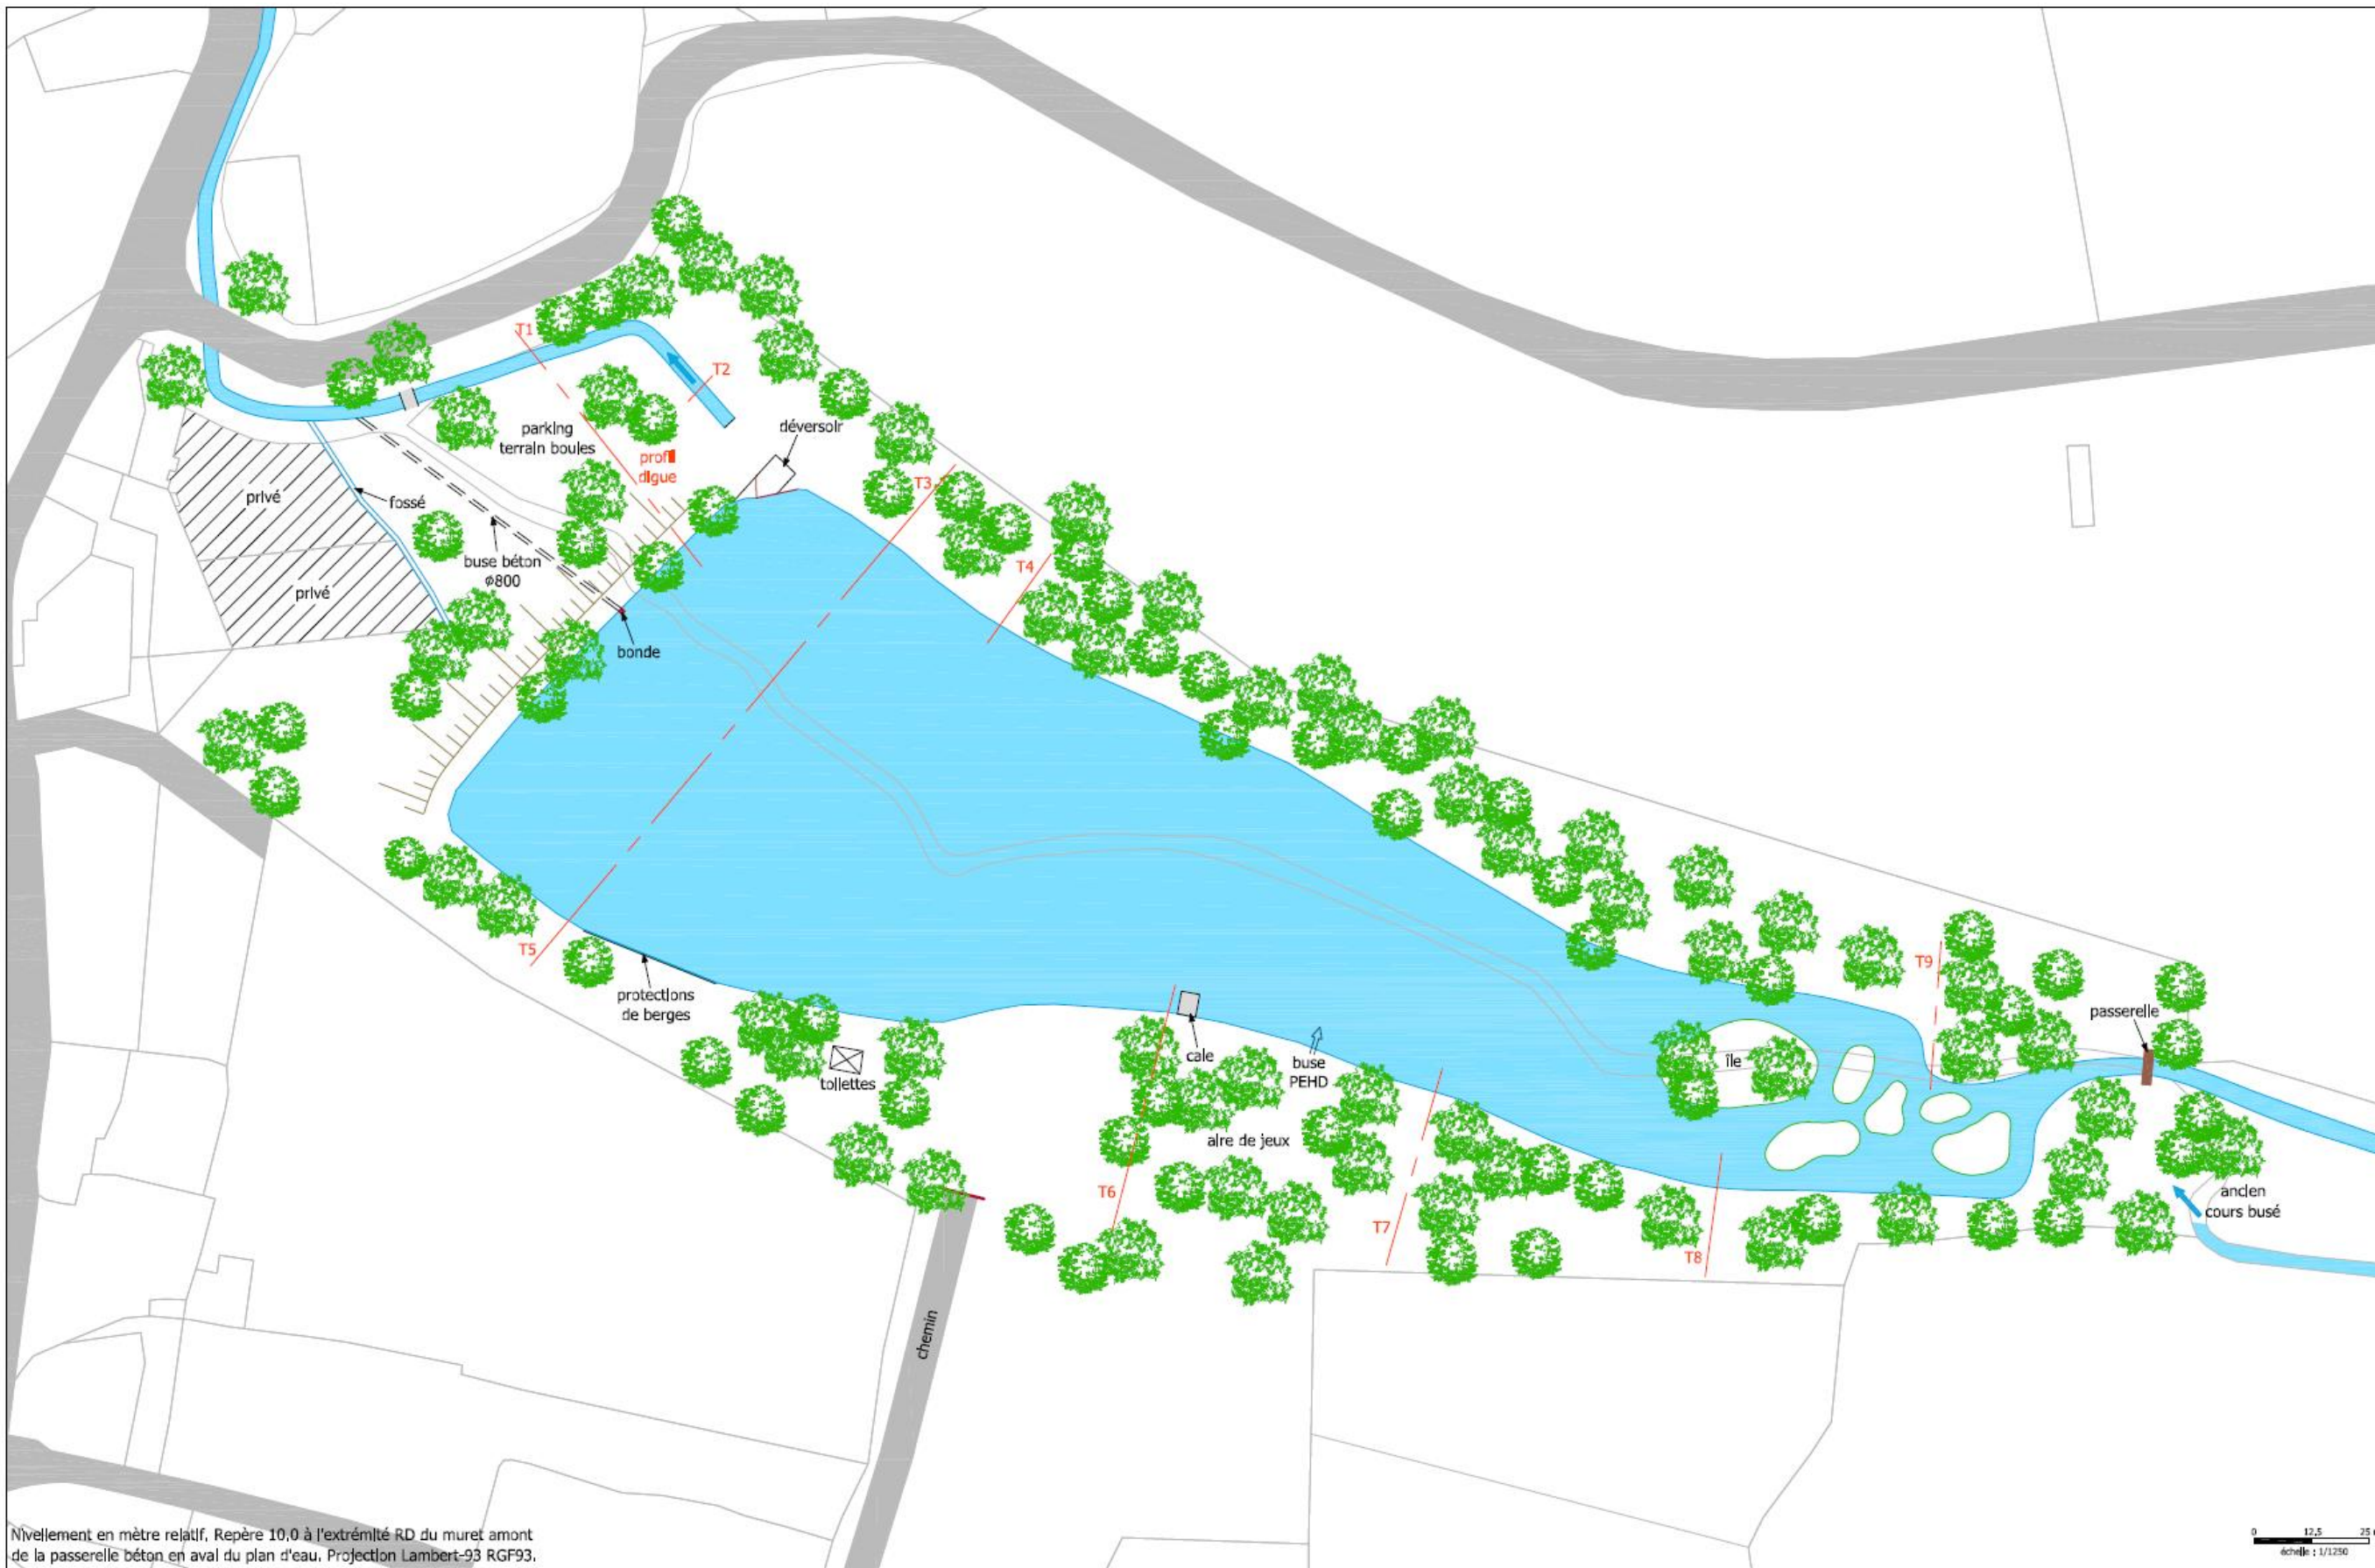 T1
T2
déversoir
parking
terrain boules
profil
digue
T3
privé
fossé
buse béton
φ800
T4
privé
bonde
T5
protections
de berges
toilettes
T9
passerelle
île
cale
buse
PEHD
aire de jeux
T6
T7
T8
ancien
cours busé
chemin
Nivellement en mètre relatif, Repère 10,0 à l'extrémité RD du muret amont
de la passerelle béton en aval du plan d'eau. Projection Lambert-93 RGF93.
0 12,5 25
échelle : 1/1250